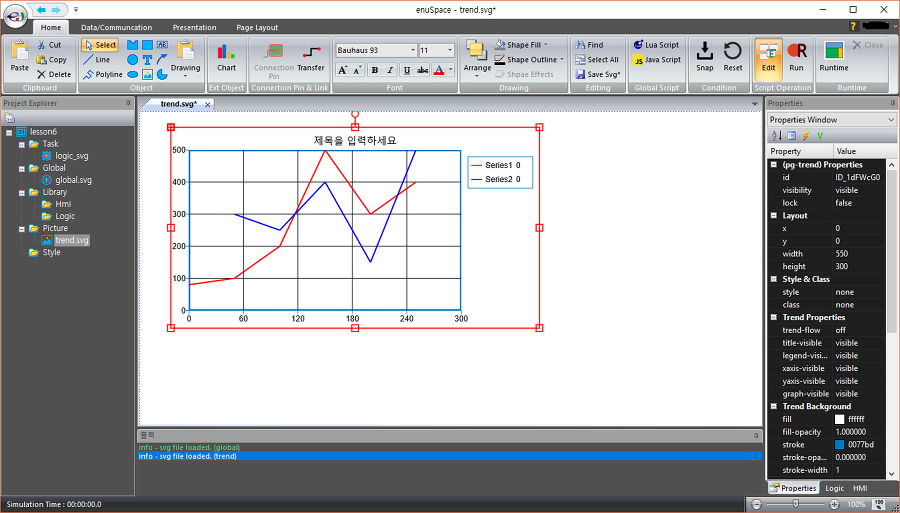 enuSpace - trend.svg*
Home Data/Communcation Presentation Page Layout
Paste
Cut
Copy
Delete
Clipboard
Select
Line
Polyline
Drawing
Object
Chart
Ext Object
Connection Pin
Transfer
Connection Pin & Link
Bauhaus 93 11
A A B I U abc A
Font
Arrange
Shape Fill
Shape Outline
Shpae Effects
Drawing
Find
Select All
Save Svg*
Editing
Lua Script
JS Java Script
Global Script
Snap Reset
Condition
Edit Run
Script Operation
Runtime
Close
Runtime
Project Explorer
lesson6
Task
logic_svg
Global
global.svg
Library
Hmi
Logic
Picture
trend.svg
Style
trend.svg*
제목을 입력하세요
500
400
300
200
100
0
0 60 120 180 240 300
Series1 0
Series2 0
출력
info - svg file loaded. (global)
info - svg file loaded. (trend)
Properties
Properties Window
Property Value
(pg-trend) Properties
id ID_1dFWcG0
visibility visible
lock false
Layout
x 0
y 0
width 550
height 300
Style & Class
style none
class none
Trend Properties
trend-flow off
title-visible visible
legend-visi... visible
xaxis-visible visible
yaxis-visible visible
graph-visible visible
Trend Background
fill ffffff
fill-opacity 1.000000
stroke 0077bd
stroke-opa... 0.000000
stroke-width 1
Properties Logic HMI
Simulation Time : 00:00:00.0
100% 100 %